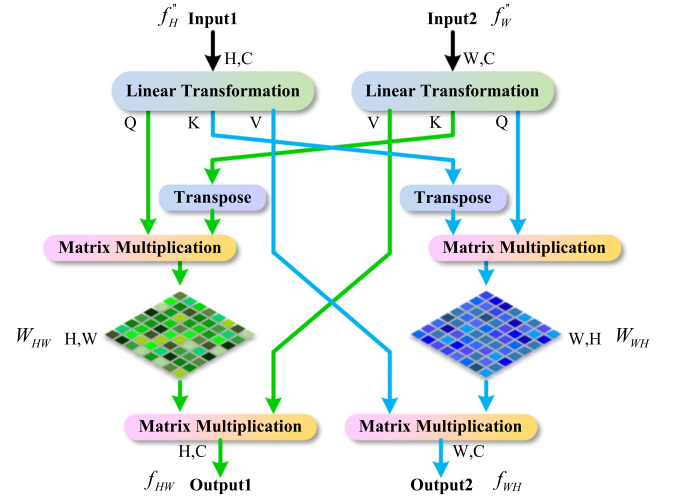 f"H Input1 Input2 f"W
H,C W,C
Linear Transformation Linear Transformation
Q K V V K Q
Transpose Transpose
Matrix Multiplication Matrix Multiplication
WHW H,W W,H WWH
Matrix Multiplication Matrix Multiplication
H,C W,C
fHW Output1 Output2 fWH